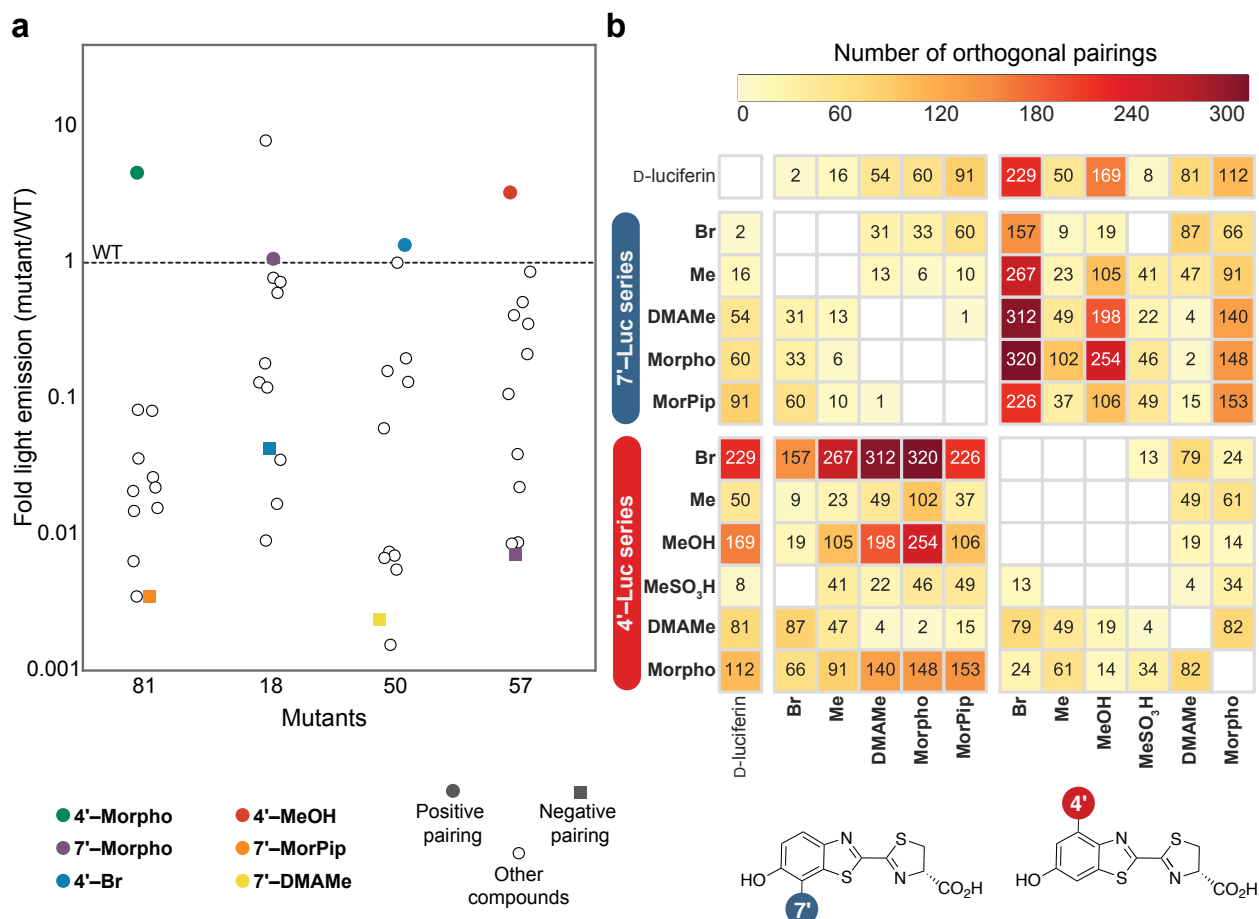 a
Fold light emission (mutant/WT)
10
1
0.1
0.01
0.001
WT
81 18 50 57
Mutants
4'–Morpho
7'–Morpho
4'–Br
4'–MeOH
7'–MorPip
7'–DMAMe
Positive
pairing
Negative
pairing
Other
compounds
b
Number of orthogonal pairings
0 60 120 180 240 300
D-luciferin 2 16 54 60 91 229 50 169 8 81 112
7'–Luc series
Br 2 31 33 60 157 9 19 87 66
Me 16 13 6 10 267 23 105 41 47 91
DMAMe 54 31 13 1 312 49 198 22 4 140
Morpho 60 33 6 320 102 254 46 2 148
MorPip 91 60 10 1 226 37 106 49 15 153
4'–Luc series
Br 229 157 267 312 320 226 13 79 24
Me 50 9 23 49 102 37 49 61
MeOH 169 19 105 198 254 106 19 14
MeSO₃H 8 41 22 46 49 13 4 34
DMAMe 81 87 47 4 2 15 79 49 19 4 82
Morpho 112 66 91 140 148 153 24 61 14 34 82
D-luciferin Br Me DMAMe Morpho MorPip Br Me MeOH MeSO₃H DMAMe Morpho
HO N S S N CO₂H
7'
4'
HO N S S N CO₂H